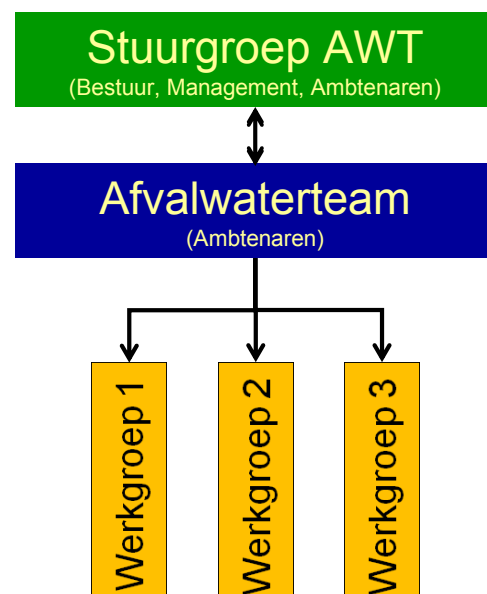 Stuurgroep AWT
(Bestuur, Management, Ambtenaren)
Afvalwaterteam
(Ambtenaren)
Werkgroep 1
Werkgroep 2
Werkgroep 3